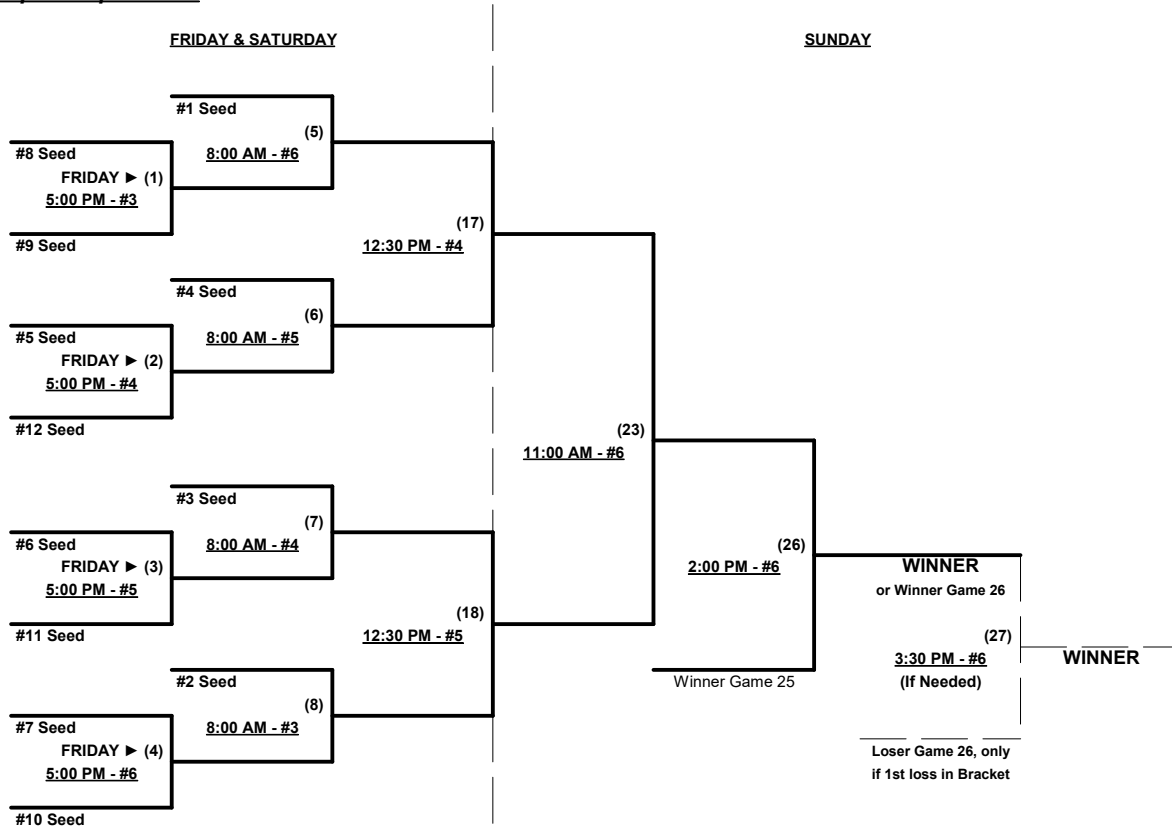 FRIDAY & SATURDAY
SUNDAY
#1 Seed
(5)
8:00 AM - #6
#8 Seed
FRIDAY ► (1)
5:00 PM - #3
#9 Seed
(17)
12:30 PM - #4
#4 Seed
(6)
8:00 AM - #5
#5 Seed
FRIDAY ► (2)
5:00 PM - #4
#12 Seed
(23)
11:00 AM - #6
#3 Seed
(7)
8:00 AM - #4
#6 Seed
FRIDAY ► (3)
5:00 PM - #5
#11 Seed
(18)
12:30 PM - #5
#2 Seed
(8)
8:00 AM - #3
#7 Seed
FRIDAY ► (4)
5:00 PM - #6
#10 Seed
(26)
2:00 PM - #6
Winner Game 25
WINNER
or Winner Game 26
(27)
3:30 PM - #6
(If Needed)
WINNER
Loser Game 26, only
if 1st loss in Bracket